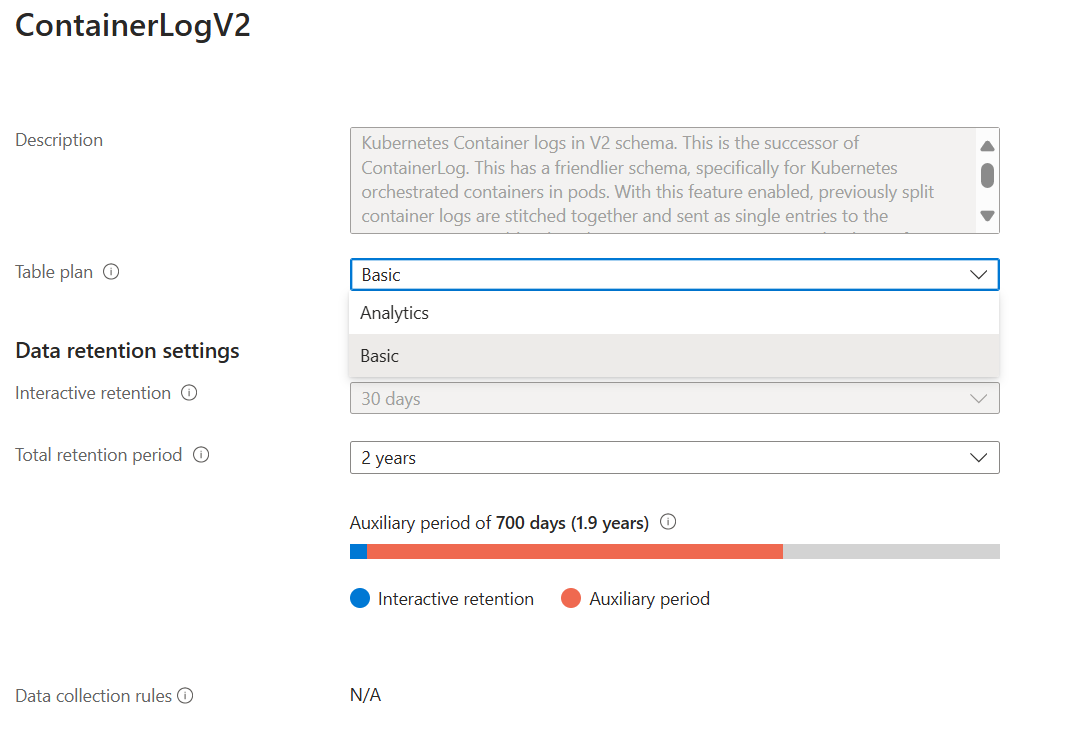 ContainerLogV2
Description
Kubernetes Container logs in V2 schema. This is the successor of
ContainerLog. This has a friendlier schema, specifically for Kubernetes
orchestrated containers in pods. With this feature enabled, previously split
container logs are stitched together and sent as single entries to the
Table plan
Basic
Analytics
Basic
Data retention settings
Interactive retention
30 days
Total retention period
2 years
Auxiliary period of 700 days (1.9 years)
Interactive retention
Auxiliary period
Data collection rules
N/A